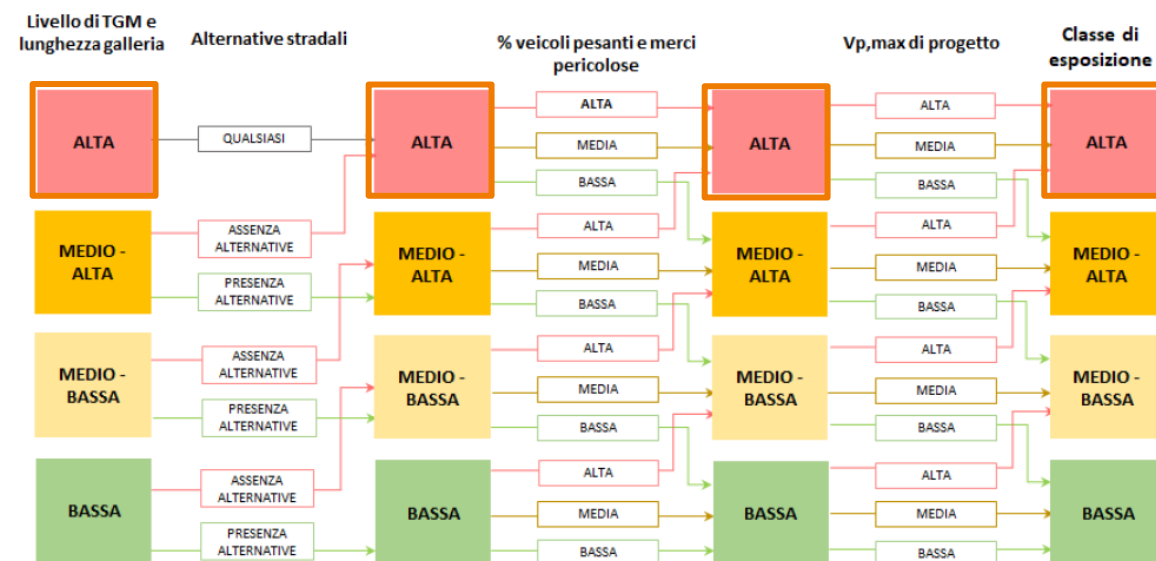 Livello di TGM e
lunghezza galleria
Alternative stradali
% veicoli pesanti e merci
pericolose
Vp,max di progetto
Classe di
esposizione
ALTA
QUALSIASI
ALTA
ALTA
MEDIA
BASSA
ALTA
ALTA
MEDIA
BASSA
ALTA
MEDIO -
ALTA
ASSENZA
ALTERNATIVE
PRESENZA
ALTERNATIVE
MEDIO -
ALTA
ALTA
MEDIA
BASSA
MEDIO -
ALTA
ALTA
MEDIA
BASSA
MEDIO -
ALTA
MEDIO -
BASSA
ASSENZA
ALTERNATIVE
PRESENZA
ALTERNATIVE
MEDIO -
BASSA
ALTA
MEDIA
BASSA
MEDIO -
BASSA
ALTA
MEDIA
BASSA
MEDIO -
BASSA
BASSA
ASSENZA
ALTERNATIVE
PRESENZA
ALTERNATIVE
BASSA
ALTA
MEDIA
BASSA
BASSA
ALTA
MEDIA
BASSA
BASSA